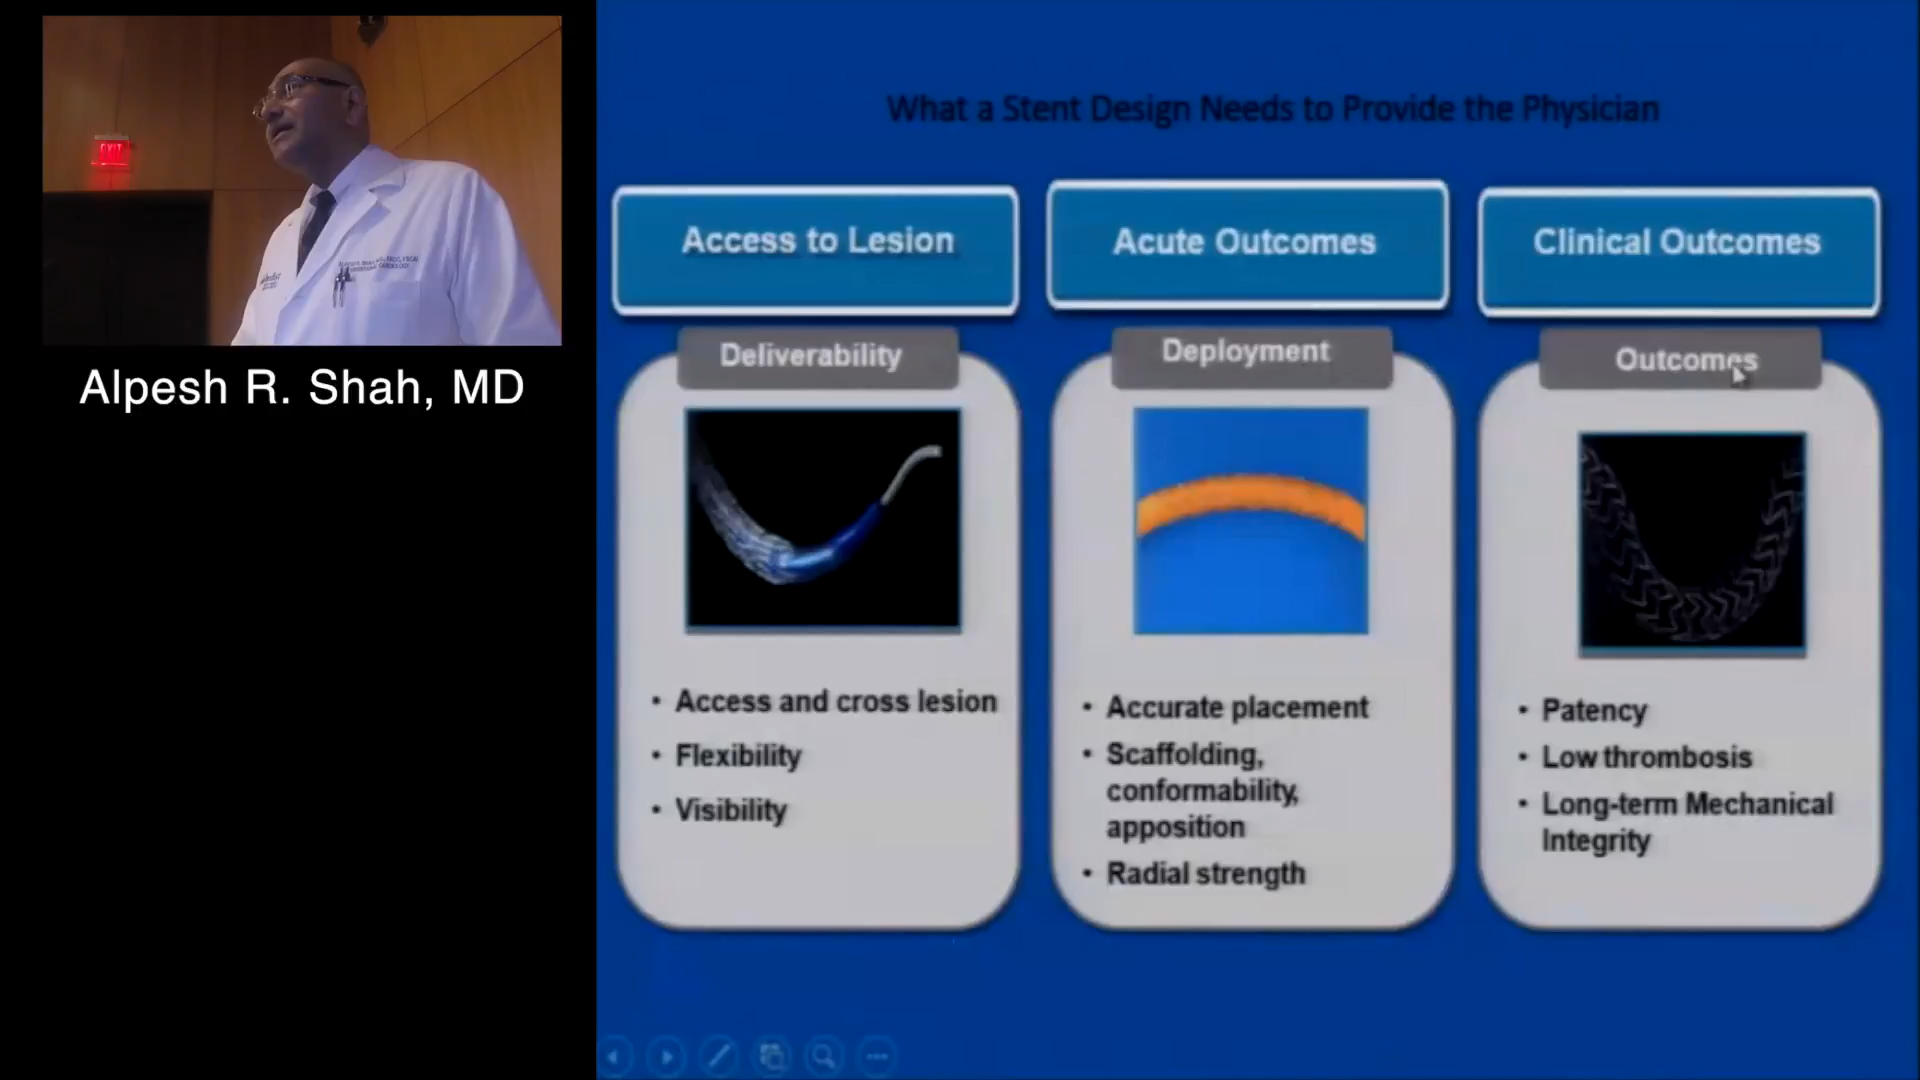 EXIT
Alpesh R. Shah, MD
What a Stent Design Needs to Provide the Physician
Access to Lesion
Deliverability
• Access and cross lesion
• Flexibility
• Visibility
Acute Outcomes
Deployment
• Accurate placement
• Scaffolding,
conformability,
apposition
• Radial strength
Clinical Outcomes
Outcomes
• Patency
• Low thrombosis
• Long-term Mechanical
Integrity